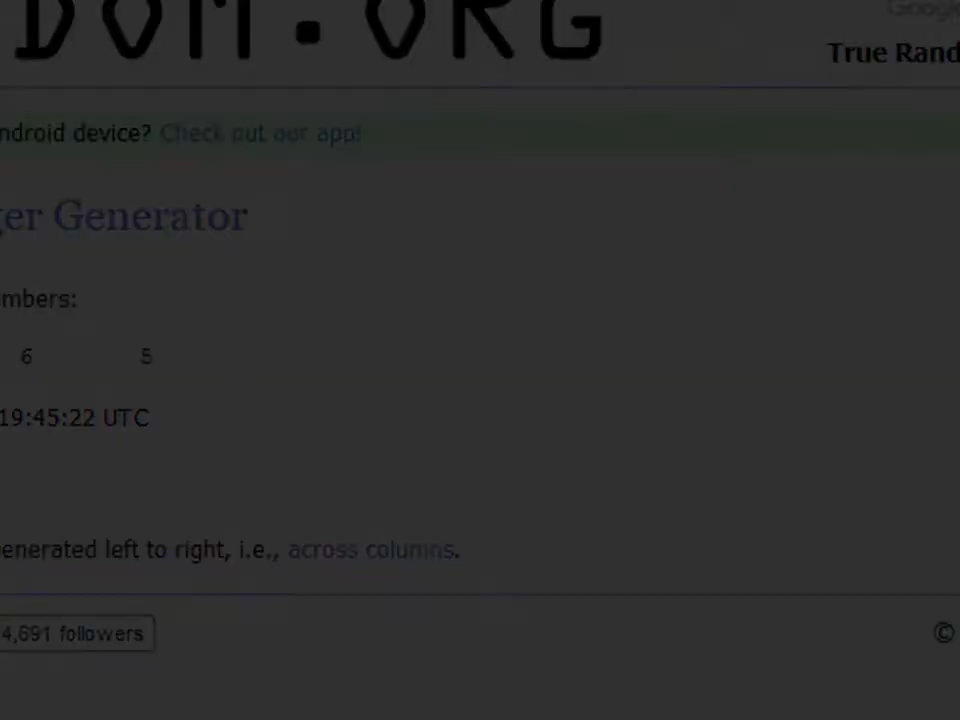 DOM.ORG
Google
True Rand
ndroid device? Check out our app!
ger Generator
mbers:
6 5
19:45:22 UTC
enerated left to right, i.e., across columns.
4,691 followers
©